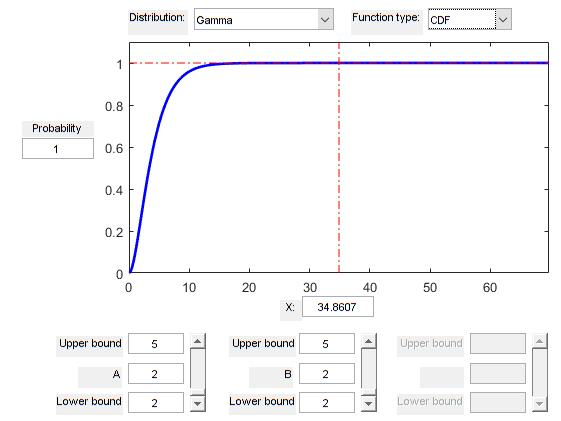 Distribution: Gamma Function type: CDF
1
0.8
0.6
Probability
1
0.4
0.2
0
0 10 20 30 40 50 60
X: 34.8607
Upper bound 5 Upper bound 5 Upper bound
A 2 B 2
Lower bound 2 Lower bound 2 Lower bound